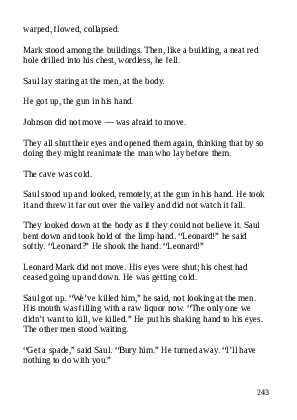 warped, flowed, collapsed.
Mark stood among the buildings. Then, like a building, a neat red
hole drilled into his chest, wordless, he fell.
Saul lay staring at the men, at the body.
He got up, the gun in his hand.
Johnson did not move — was afraid to move.
They all shut their eyes and opened them again, thinking that by so
doing they might reanimate the man who lay before them.
The cave was cold.
Saul stood up and looked, remotely, at the gun in his hand. He took
it and threw it far out over the valley and did not watch it fall.
They looked down at the body as if they could not believe it. Saul
bent down and took hold of the limp hand. “Leonard!” he said
softly. “Leonard?” He shook the hand. “Leonard!”
Leonard Mark did not move. His eyes were shut; his chest had
ceased going up and down. He was getting cold.
Saul got up. “We’ve killed him,” he said, not looking at the men.
His mouth was filling with a raw liquor now. “The only one we
didn’t want to kill, we killed.” He put his shaking hand to his eyes.
The other men stood waiting.
“Get a spade,” said Saul. “Bury him.” He turned away. “I’ll have
nothing to do with you.”
243